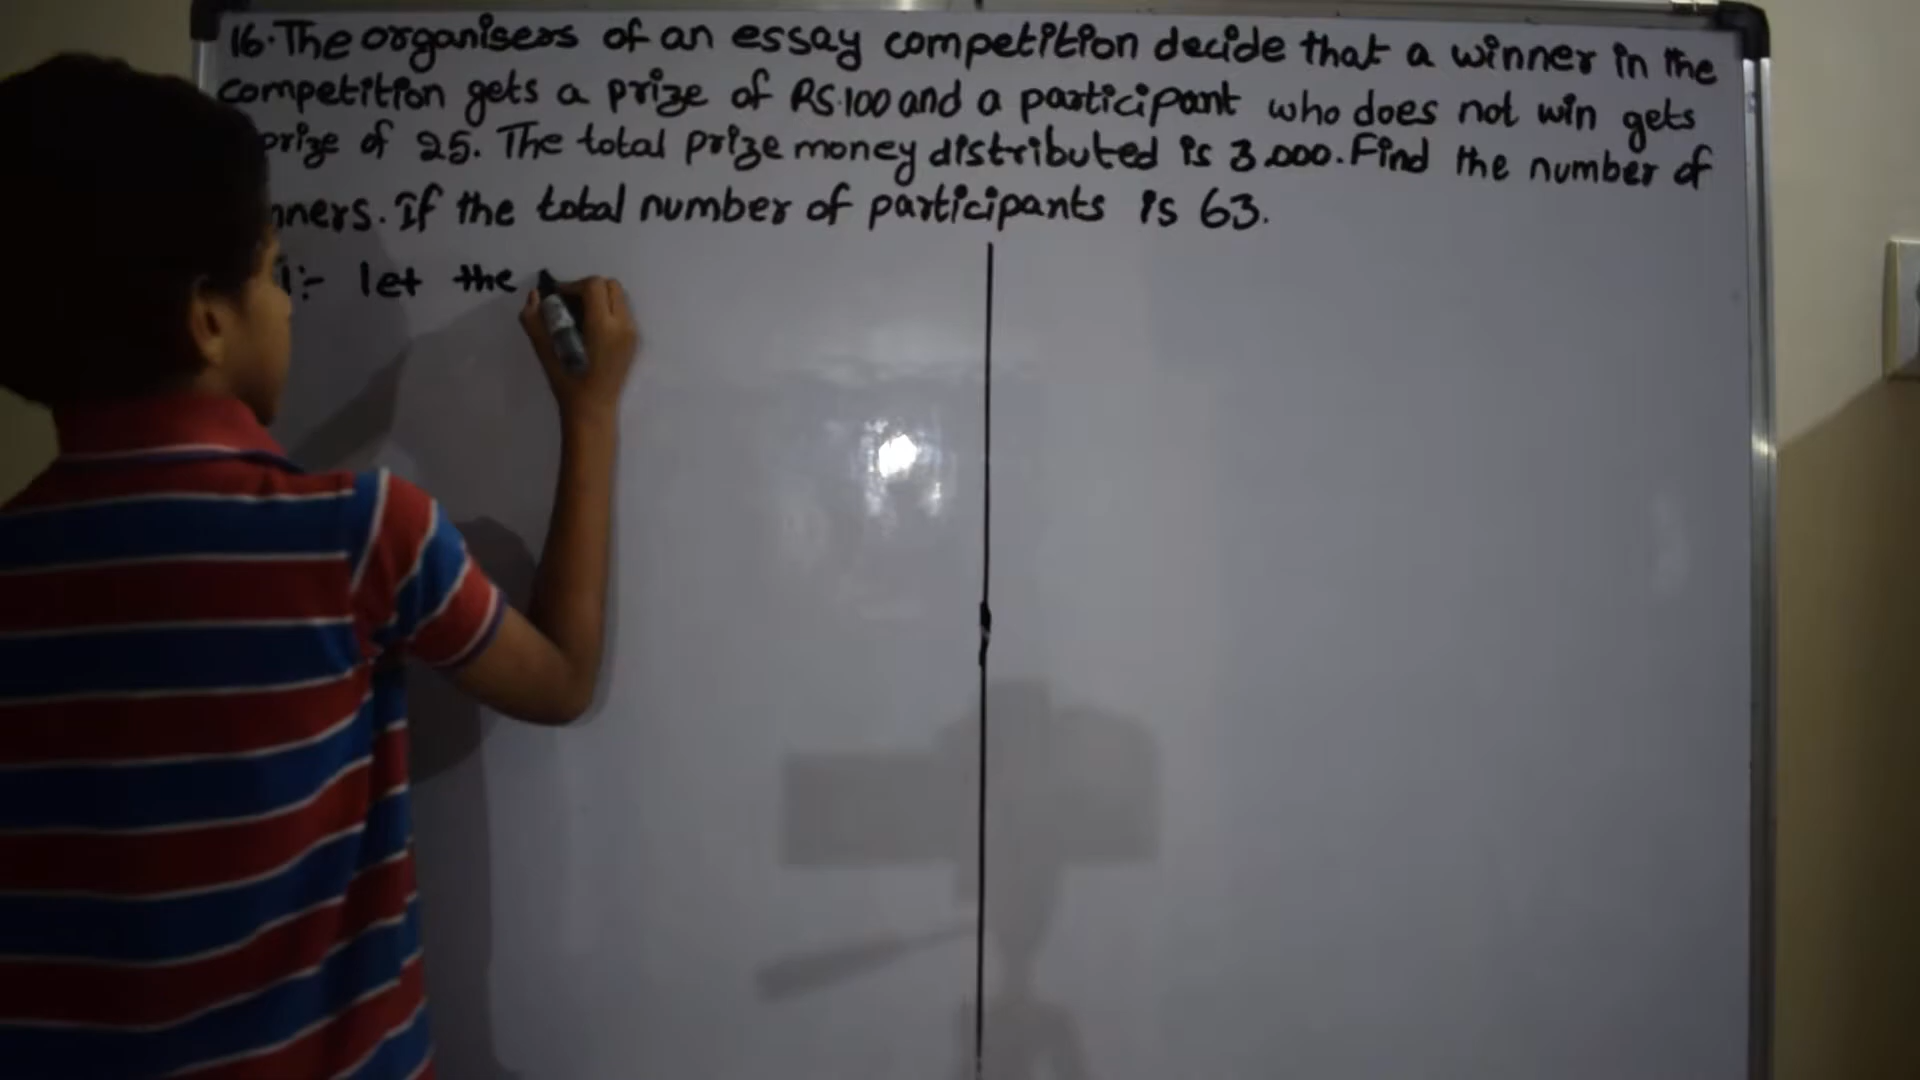 16. The organisers of an essay competition decide that a winner in the
competition gets a prize of RS.100 and a participant who does not win gets
prize of 25. The total prize money distributed is 3.000. Find the number of
nners. If the total number of participants is 63.
let the